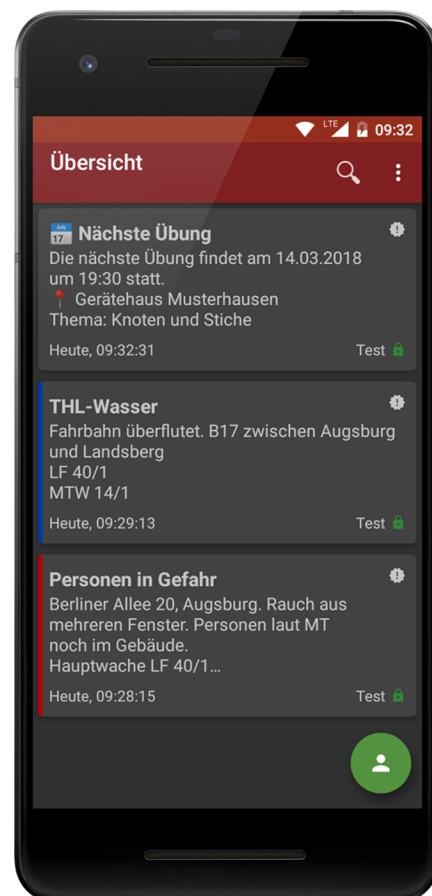 LTE 09:32
Übersicht
July 17 Nächste Übung
Die nächste Übung findet am 14.03.2018
um 19:30 statt.
📍 Gerätehaus Musterhausen
Thema: Knoten und Stiche
Heute, 09:32:31 Test
THL-Wasser
Fahrbahn überflutet. B17 zwischen Augsburg
und Landsberg
LF 40/1
MTW 14/1
Heute, 09:29:13 Test
Personen in Gefahr
Berliner Allee 20, Augsburg. Rauch aus
mehreren Fenster. Personen laut MT
noch im Gebäude.
Hauptwache LF 40/1...
Heute, 09:28:15 Test